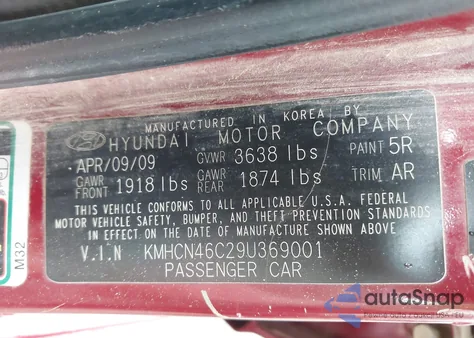 MANUFACTURED IN KOREA BY
HYUNDAI MOTOR COMPANY
APR/09/09 GVWR 3638 lbs PAINT 5R
GAWR FRONT 1918 lbs GAWR REAR 1874 lbs TRIM AR
THIS VEHICLE CONFORMS TO ALL APPLICABLE U.S.A. FEDERAL
MOTOR VEHICLE SAFETY, BUMPER, AND THEFT PREVENTION STANDARDS
IN EFFECT ON THE DATE OF MANUFACTURE SHOWN ABOVE
V.I.N KMHCN46C29U369001
PASSENGER CAR
M32
autoSnap